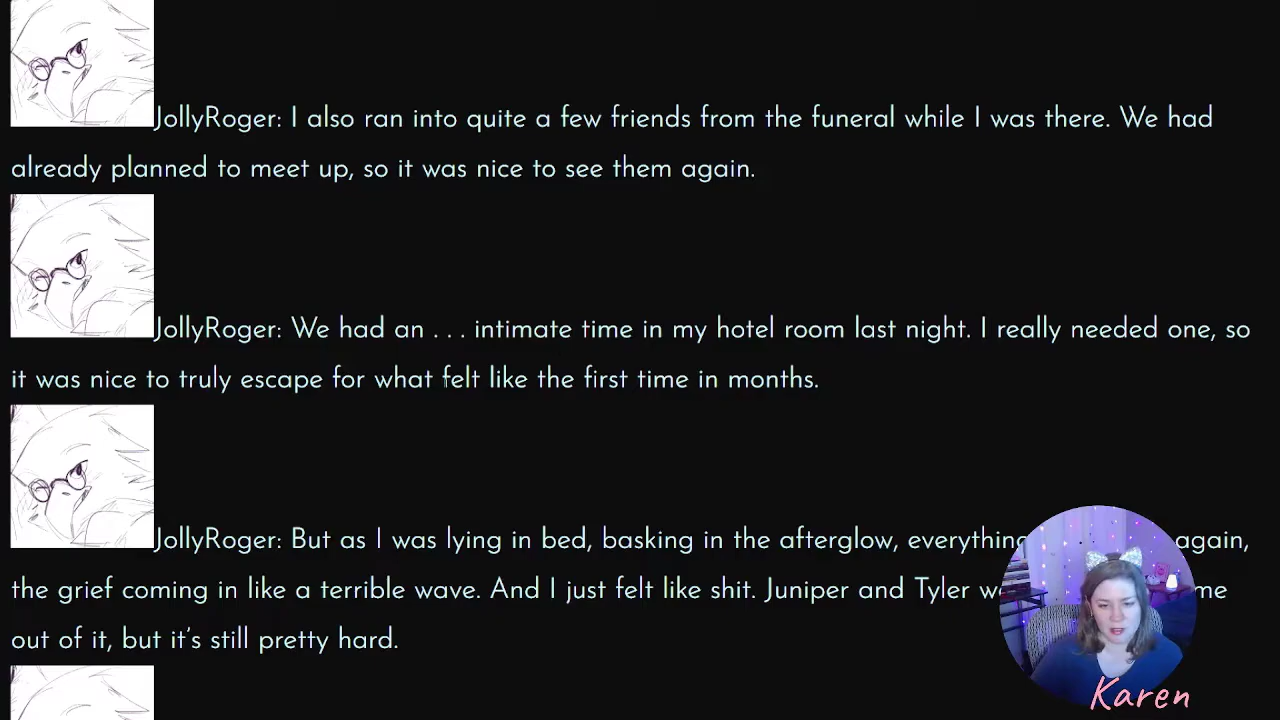 JollyRoger: I also ran into quite a few friends from the funeral while I was there. We had
already planned to meet up, so it was nice to see them again.
JollyRoger: We had an . . . intimate time in my hotel room last night. I really needed one, so
it was nice to truly escape for what felt like the first time in months.
JollyRoger: But as I was lying in bed, basking in the afterglow, everything again,
the grief coming in like a terrible wave. And I just felt like shit. Juniper and Tyler me
out of it, but it’s still pretty hard.
Karen